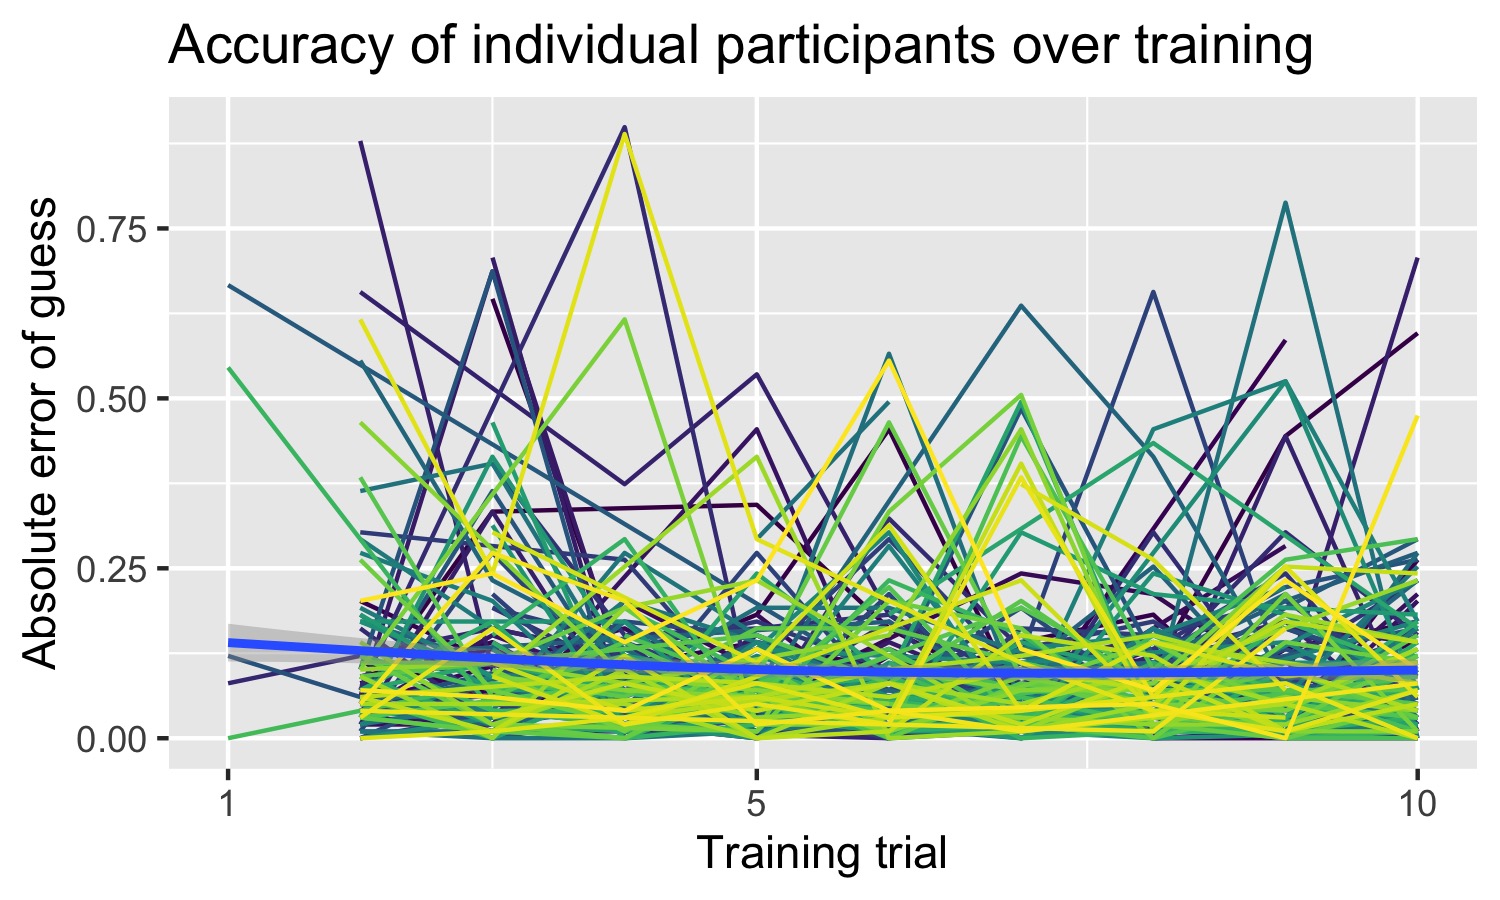 Accuracy of individual participants over training
Absolute error of guess
0.75
0.50
0.25
0.00
1
5
10
Training trial